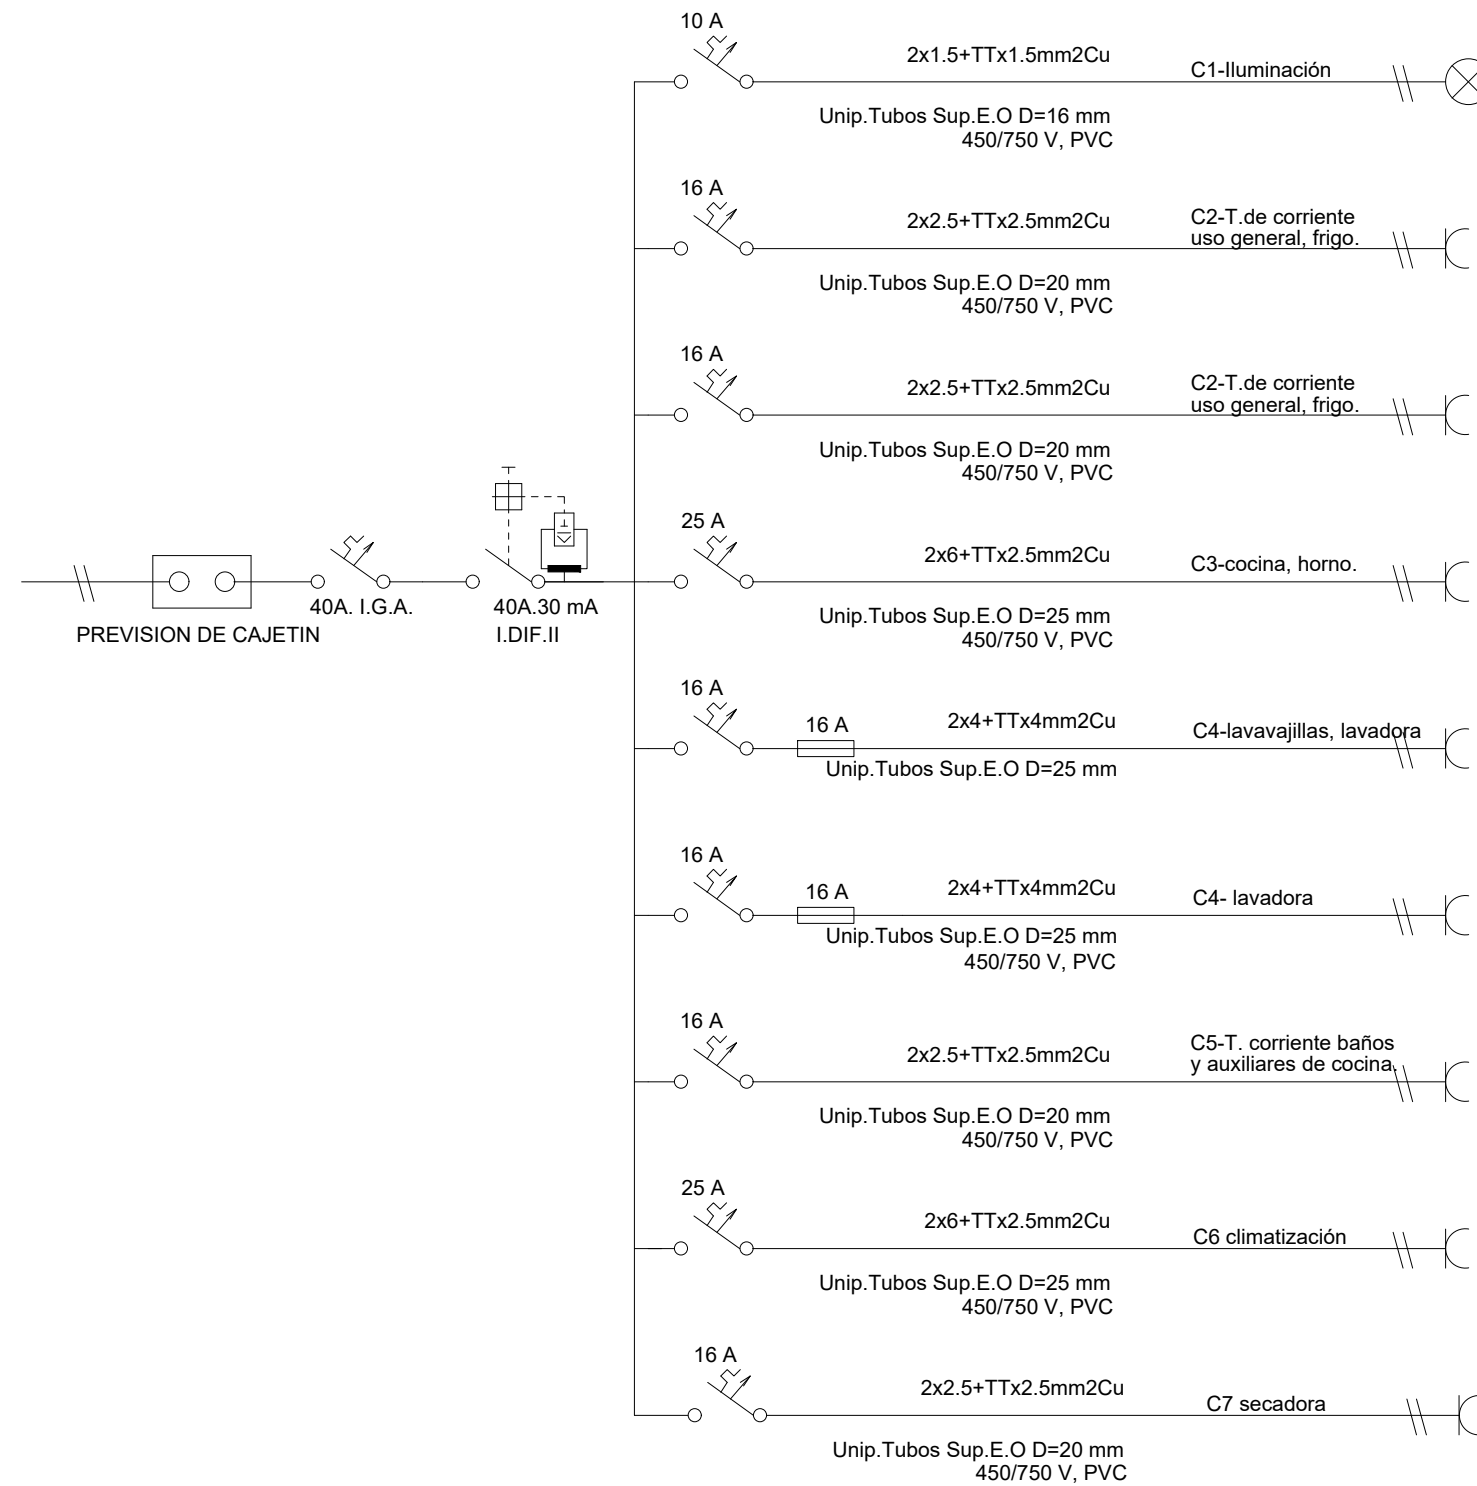 10 A
2x1.5+TTx1.5mm2Cu
C1-Iluminación
Unip.Tubos Sup.E.O D=16 mm
450/750 V, PVC
16 A
2x2.5+TTx2.5mm2Cu
C2-T.de corriente
uso general, frigo.
Unip.Tubos Sup.E.O D=20 mm
450/750 V, PVC
16 A
2x2.5+TTx2.5mm2Cu
C2-T.de corriente
uso general, frigo.
Unip.Tubos Sup.E.O D=20 mm
450/750 V, PVC
PREVISION DE CAJETIN
40A. I.G.A.
40A.30 mA
I.DIF.II
25 A
2x6+TTx2.5mm2Cu
C3-cocina, horno.
Unip.Tubos Sup.E.O D=25 mm
450/750 V, PVC
16 A
16 A
2x4+TTx4mm2Cu
C4-lavavajillas, lavadora
Unip.Tubos Sup.E.O D=25 mm
16 A
16 A
2x4+TTx4mm2Cu
C4- lavadora
Unip.Tubos Sup.E.O D=25 mm
450/750 V, PVC
16 A
2x2.5+TTx2.5mm2Cu
C5-T. corriente baños
y auxiliares de cocina.
Unip.Tubos Sup.E.O D=20 mm
450/750 V, PVC
25 A
2x6+TTx2.5mm2Cu
C6 climatización
Unip.Tubos Sup.E.O D=25 mm
450/750 V, PVC
16 A
2x2.5+TTx2.5mm2Cu
C7 secadora
Unip.Tubos Sup.E.O D=20 mm
450/750 V, PVC